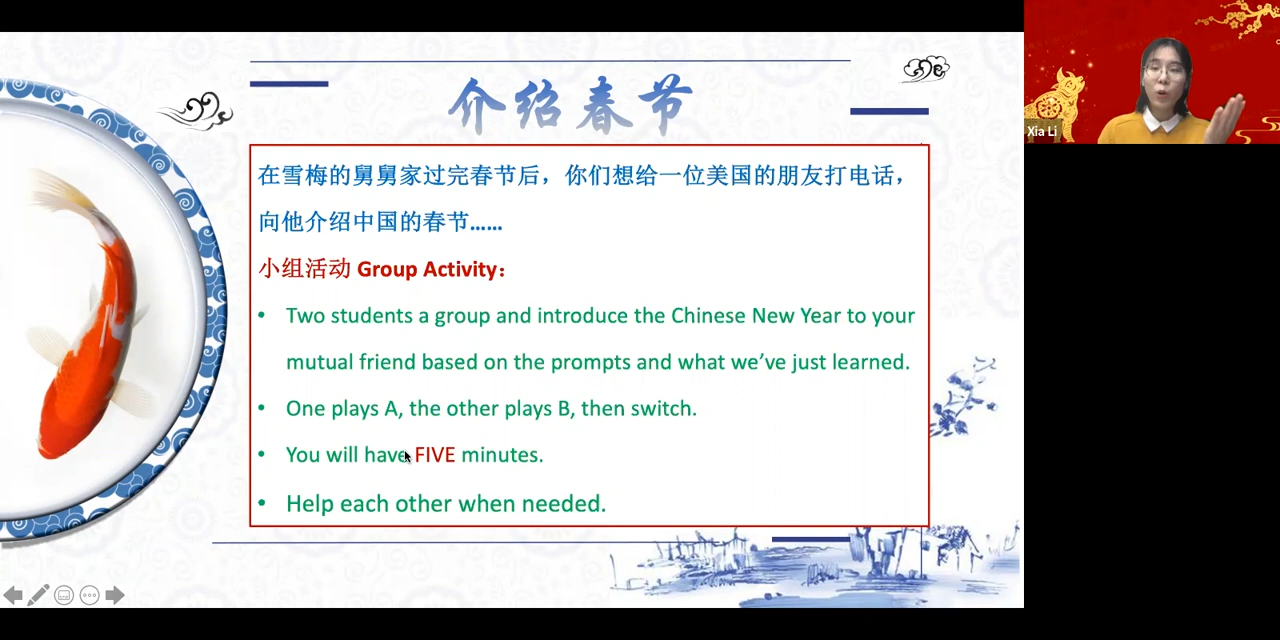 介绍春节
Xia Li
在雪梅的舅舅家过完春节后，你们想给一位美国的朋友打电话，
向他介绍中国的春节……
小组活动 Group Activity：
• Two students a group and introduce the Chinese New Year to your
mutual friend based on the prompts and what we’ve just learned.
• One plays A, the other plays B, then switch.
• You will have FIVE minutes.
• Help each other when needed.